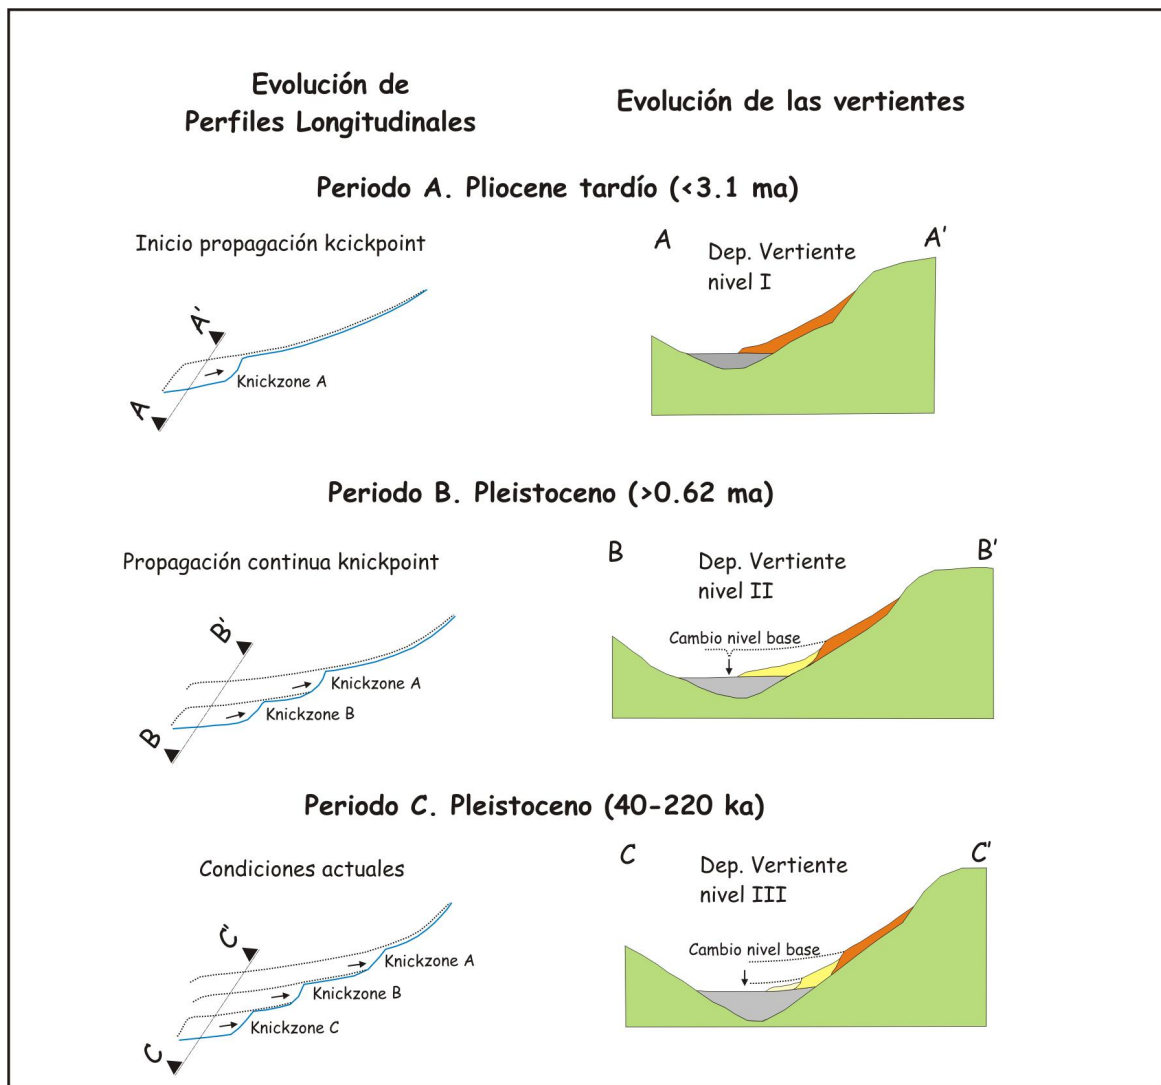 Evolución de
Perfiles Longitudinales
Evolución de las vertientes
Periodo A. Pliocene tardío (<3.1 ma)
Inicio propagación kcickpoint
A'
A
Knickzone A
A
A'
Dep. Vertiente
nivel I
Periodo B. Pleistoceno (>0.62 ma)
Propagación continua knickpoint
B'
B
Knickzone A
Knickzone B
B
B'
Dep. Vertiente
nivel II
Cambio nivel base
Periodo C. Pleistoceno (40-220 ka)
Condiciones actuales
C'
C
Knickzone A
Knickzone B
Knickzone C
C
C'
Dep. Vertiente
nivel III
Cambio nivel base